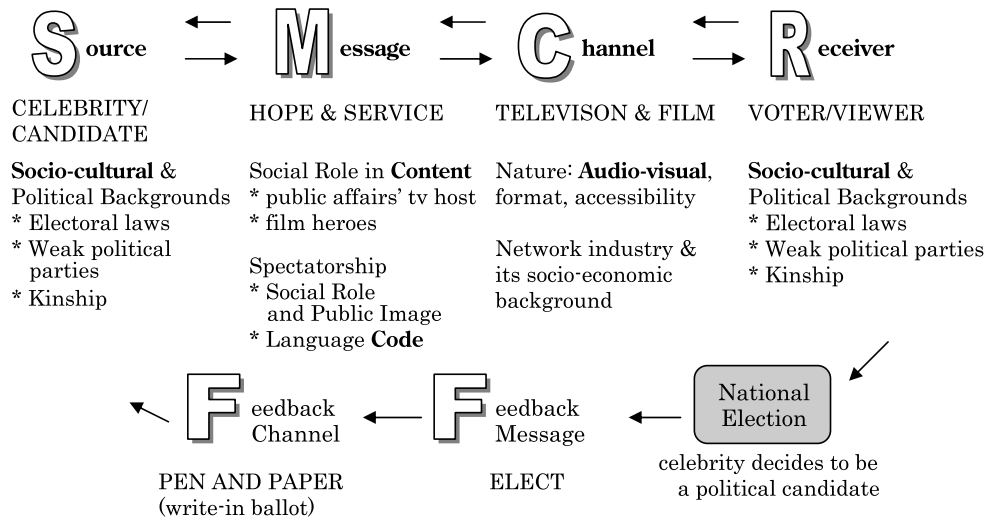 Source
Message
Channel
Receiver
CELEBRITY/
CANDIDATE
Socio-cultural &
Political Backgrounds
* Electoral laws
* Weak political
parties
* Kinship
HOPE & SERVICE
Social Role in Content
* public affairs' tv host
* film heroes
Spectatorship
* Social Role
and Public Image
* Language Code
TELEVISON & FILM
Nature: Audio-visual,
format, accessibility
Network industry &
its socio-economic
background
VOTER/VIEWER
Socio-cultural &
Political Backgrounds
* Electoral laws
* Weak political parties
* Kinship
National
Election
celebrity decides to be
a political candidate
Feedback
Message
ELECT
Feedback
Channel
PEN AND PAPER
(write-in ballot)